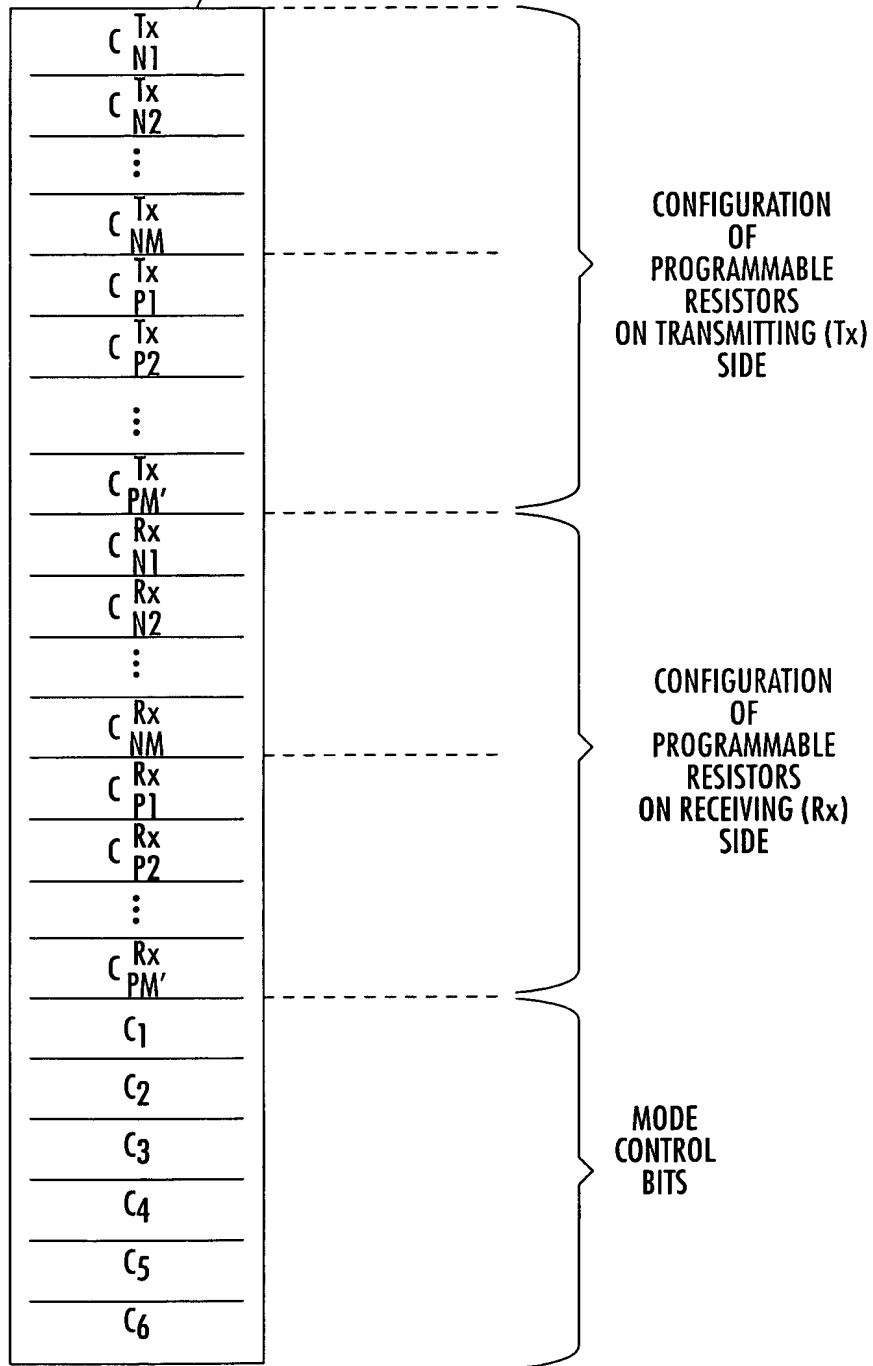 C Tx N1
C Tx N2
⋮
C Tx NM
C Tx P1
C Tx P2
⋮
C Tx PM′
C Rx N1
C Rx N2
⋮
C Rx NM
C Rx P1
C Rx P2
⋮
C Rx PM′
C1
C2
C3
C4
C5
C6
CONFIGURATION
OF
PROGRAMMABLE
RESISTORS
ON TRANSMITTING (Tx)
SIDE
CONFIGURATION
OF
PROGRAMMABLE
RESISTORS
ON RECEIVING (Rx)
SIDE
MODE
CONTROL
BITS